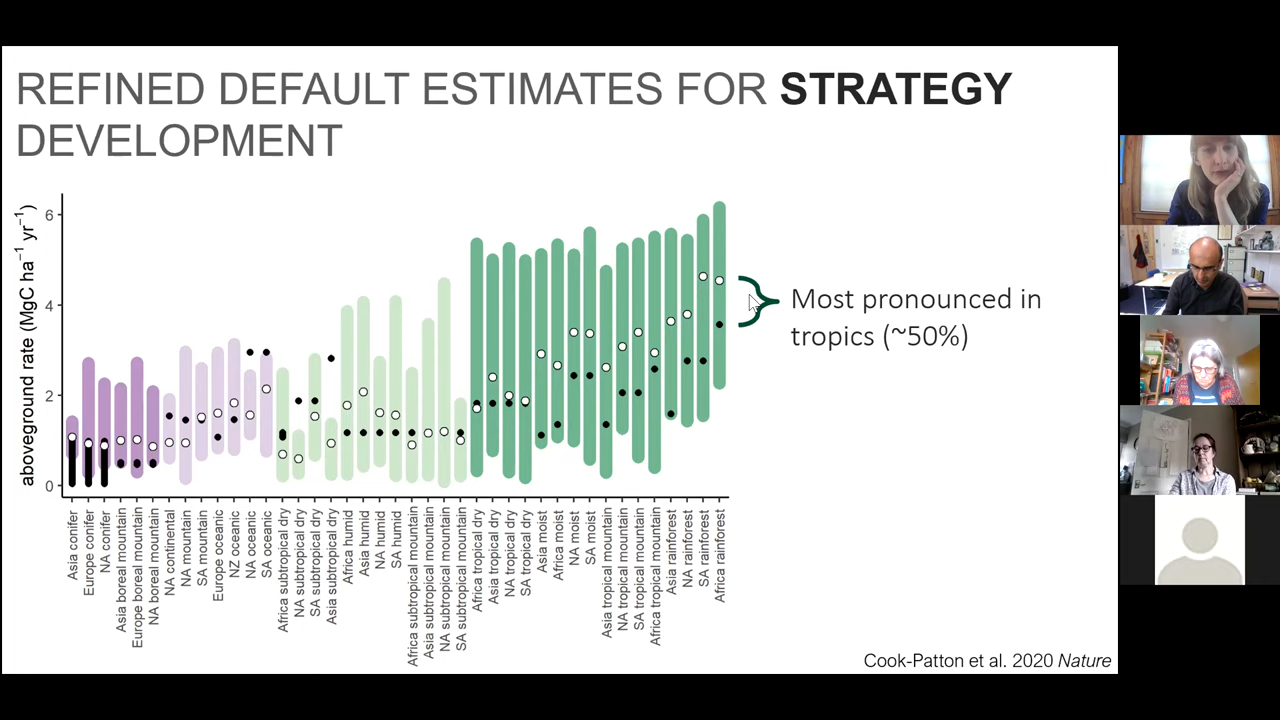 REFINED DEFAULT ESTIMATES FOR STRATEGY
DEVELOPMENT
aboveground rate (MgC ha⁻¹ yr⁻¹)
6
4
2
0
Most pronounced in
tropics (~50%)
Asia conifer
Europe conifer
NA conifer
Asia boreal mountain
Europe boreal mountain
NA boreal mountain
NA continental
NA mountain
SA mountain
Europe oceanic
NZ oceanic
NA oceanic
SA oceanic
Africa subtropical dry
NA subtropical dry
SA subtropical dry
Asia subtropical dry
Africa humid
Asia humid
NA humid
SA humid
Africa subtropical mountain
Asia subtropical mountain
NA subtropical mountain
SA subtropical mountain
Africa tropical dry
Asia tropical dry
NA tropical dry
SA tropical dry
Asia moist
Africa moist
NA moist
SA moist
Asia tropical mountain
NA tropical mountain
SA tropical mountain
Africa tropical mountain
Asia rainforest
NA rainforest
SA rainforest
Africa rainforest
Cook-Patton et al. 2020 Nature